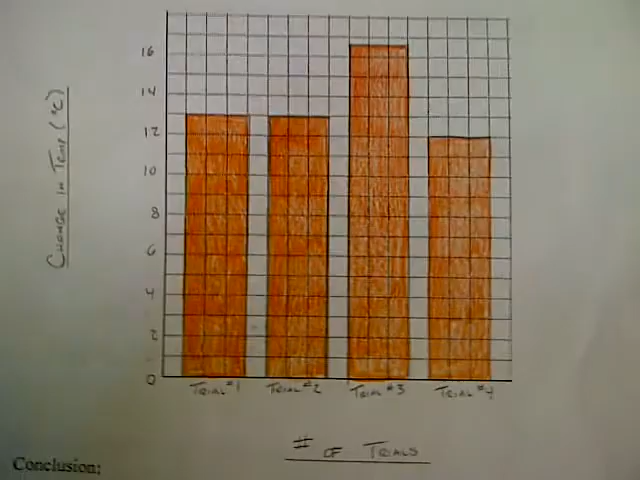 Change in Temp (°C)
16
14
12
10
8
6
4
2
0
Trial #1 Trial #2 Trial #3 Trial #4
# of Trials
Conclusion: